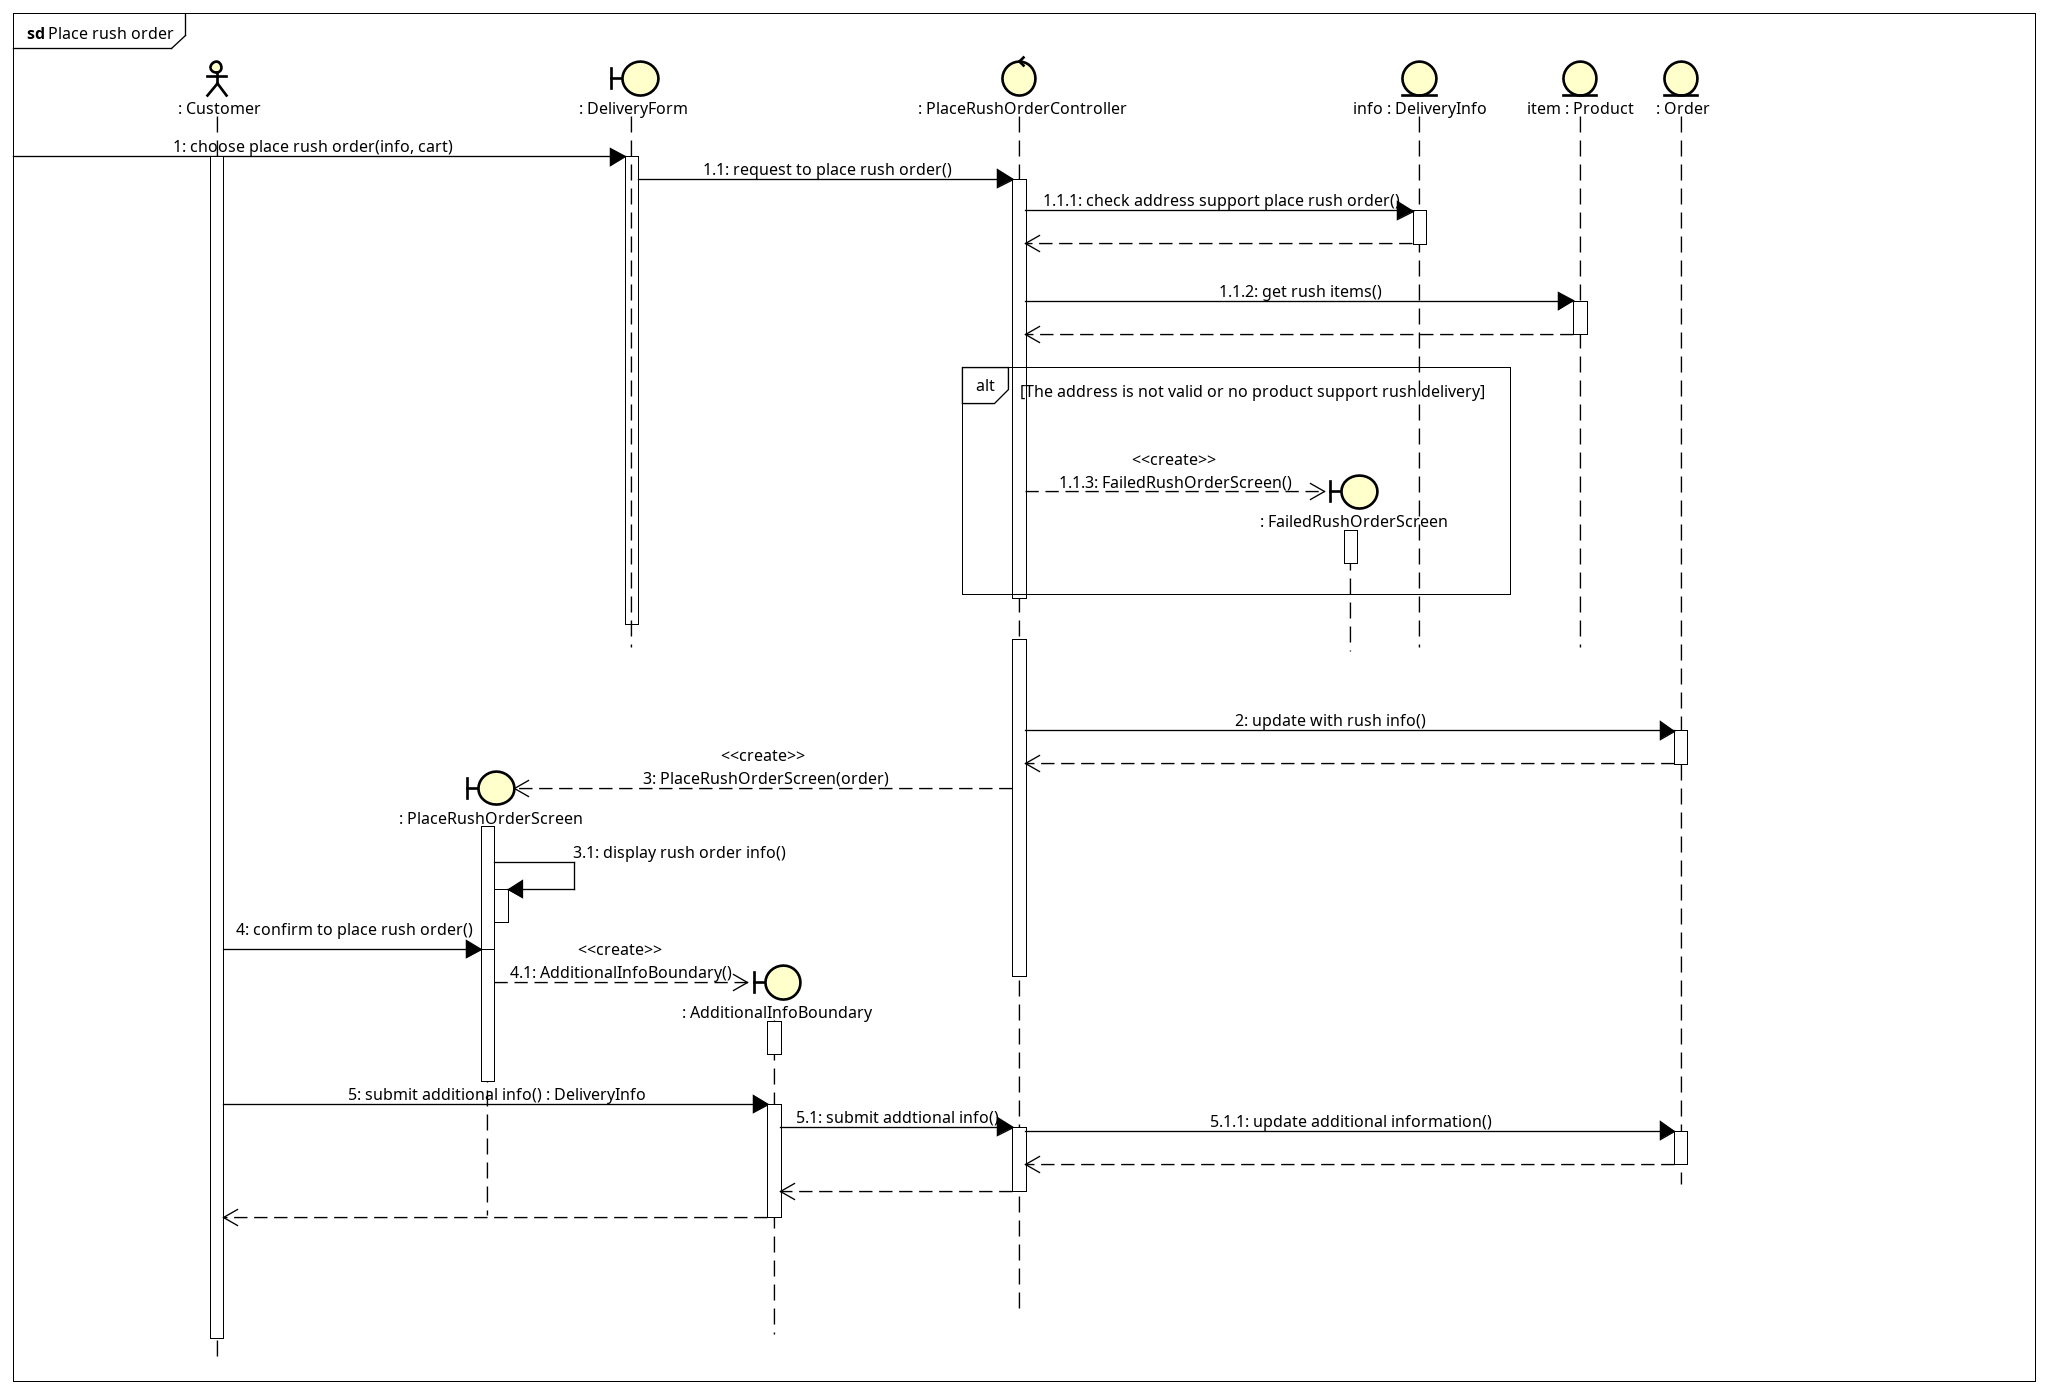 sd Place rush order
: Customer
: DeliveryForm
: PlaceRushOrderController
info : DeliveryInfo
item : Product
: Order
1: choose place rush order(info, cart)
1.1: request to place rush order()
1.1.1: check address support place rush order()
1.1.2: get rush items()
alt
[The address is not valid or no product support rush delivery]
<<create>>
1.1.3: FailedRushOrderScreen()
: FailedRushOrderScreen
2: update with rush info()
<<create>>
3: PlaceRushOrderScreen(order)
: PlaceRushOrderScreen
3.1: display rush order info()
4: confirm to place rush order()
<<create>>
4.1: AdditionalInfoBoundary()
: AdditionalInfoBoundary
5: submit additional info() : DeliveryInfo
5.1: submit addtional info()
5.1.1: update additional information()